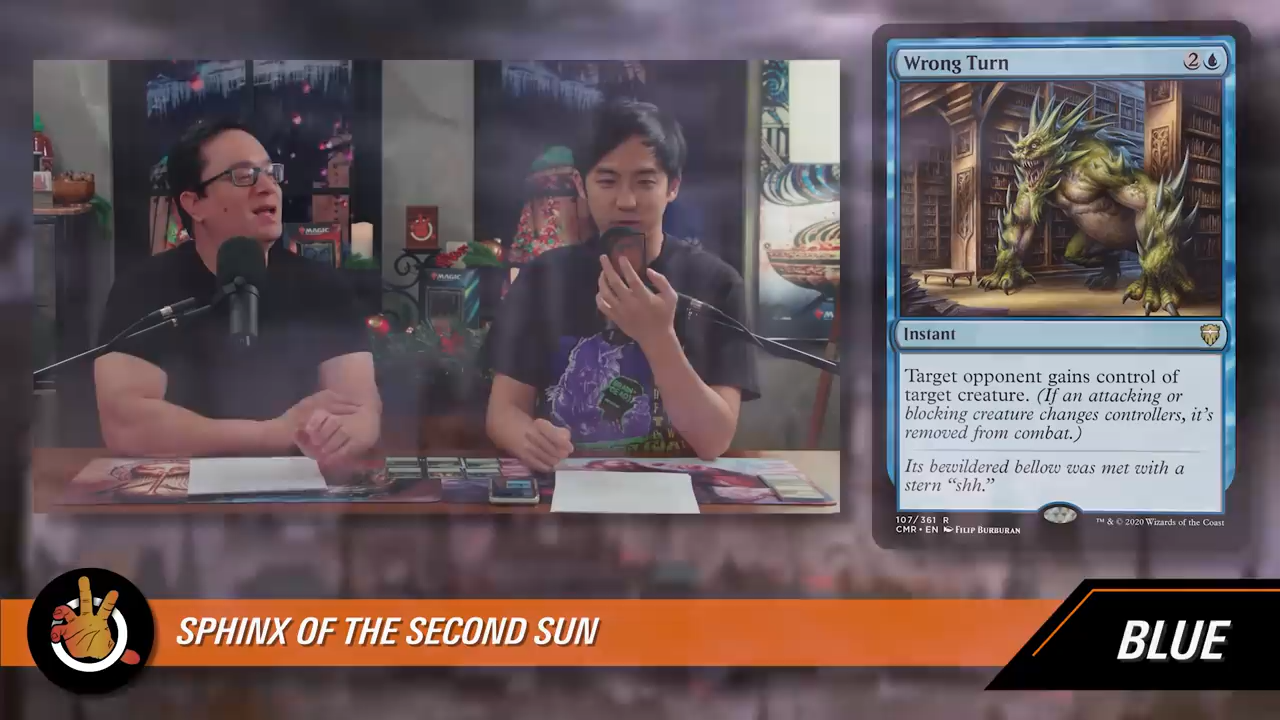 Wrong Turn
2
Instant
Target opponent gains control of
target creature. (If an attacking or
blocking creature changes controllers, it's
removed from combat.)
Its bewildered bellow was met with a
stern “shh.”
107/361 R
CMR • EN Filip Burburan
™ & © 2020 Wizards of the Coast
MAGIC
MAGIC
SPHINX OF THE SECOND SUN
BLUE